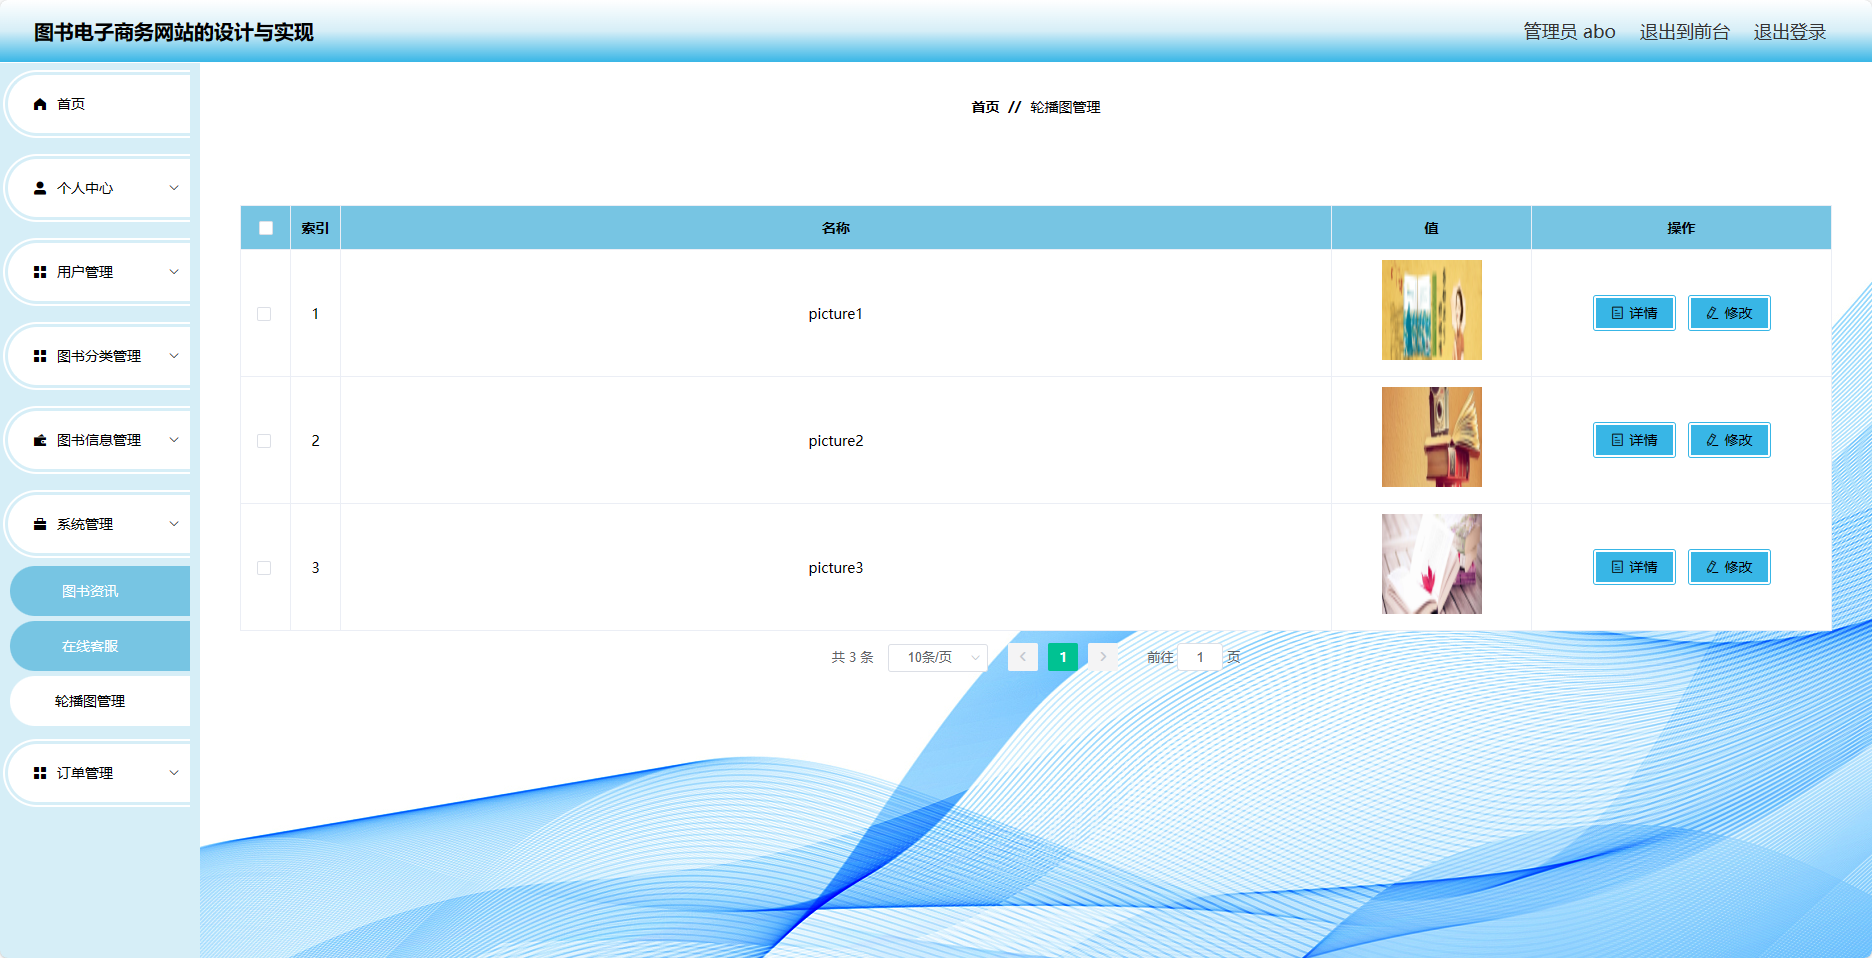 图书电子商务网站的设计与实现
管理员 abo 退出到前台 退出登录
首页
个人中心
用户管理
图书分类管理
图书信息管理
系统管理
图书资讯
在线客服
轮播图管理
订单管理
首页 // 轮播图管理
索引 名称 值 操作
1 picture1 详情 修改
2 picture2 详情 修改
3 picture3 详情 修改
共 3 条 10条/页 1 前往 1 页